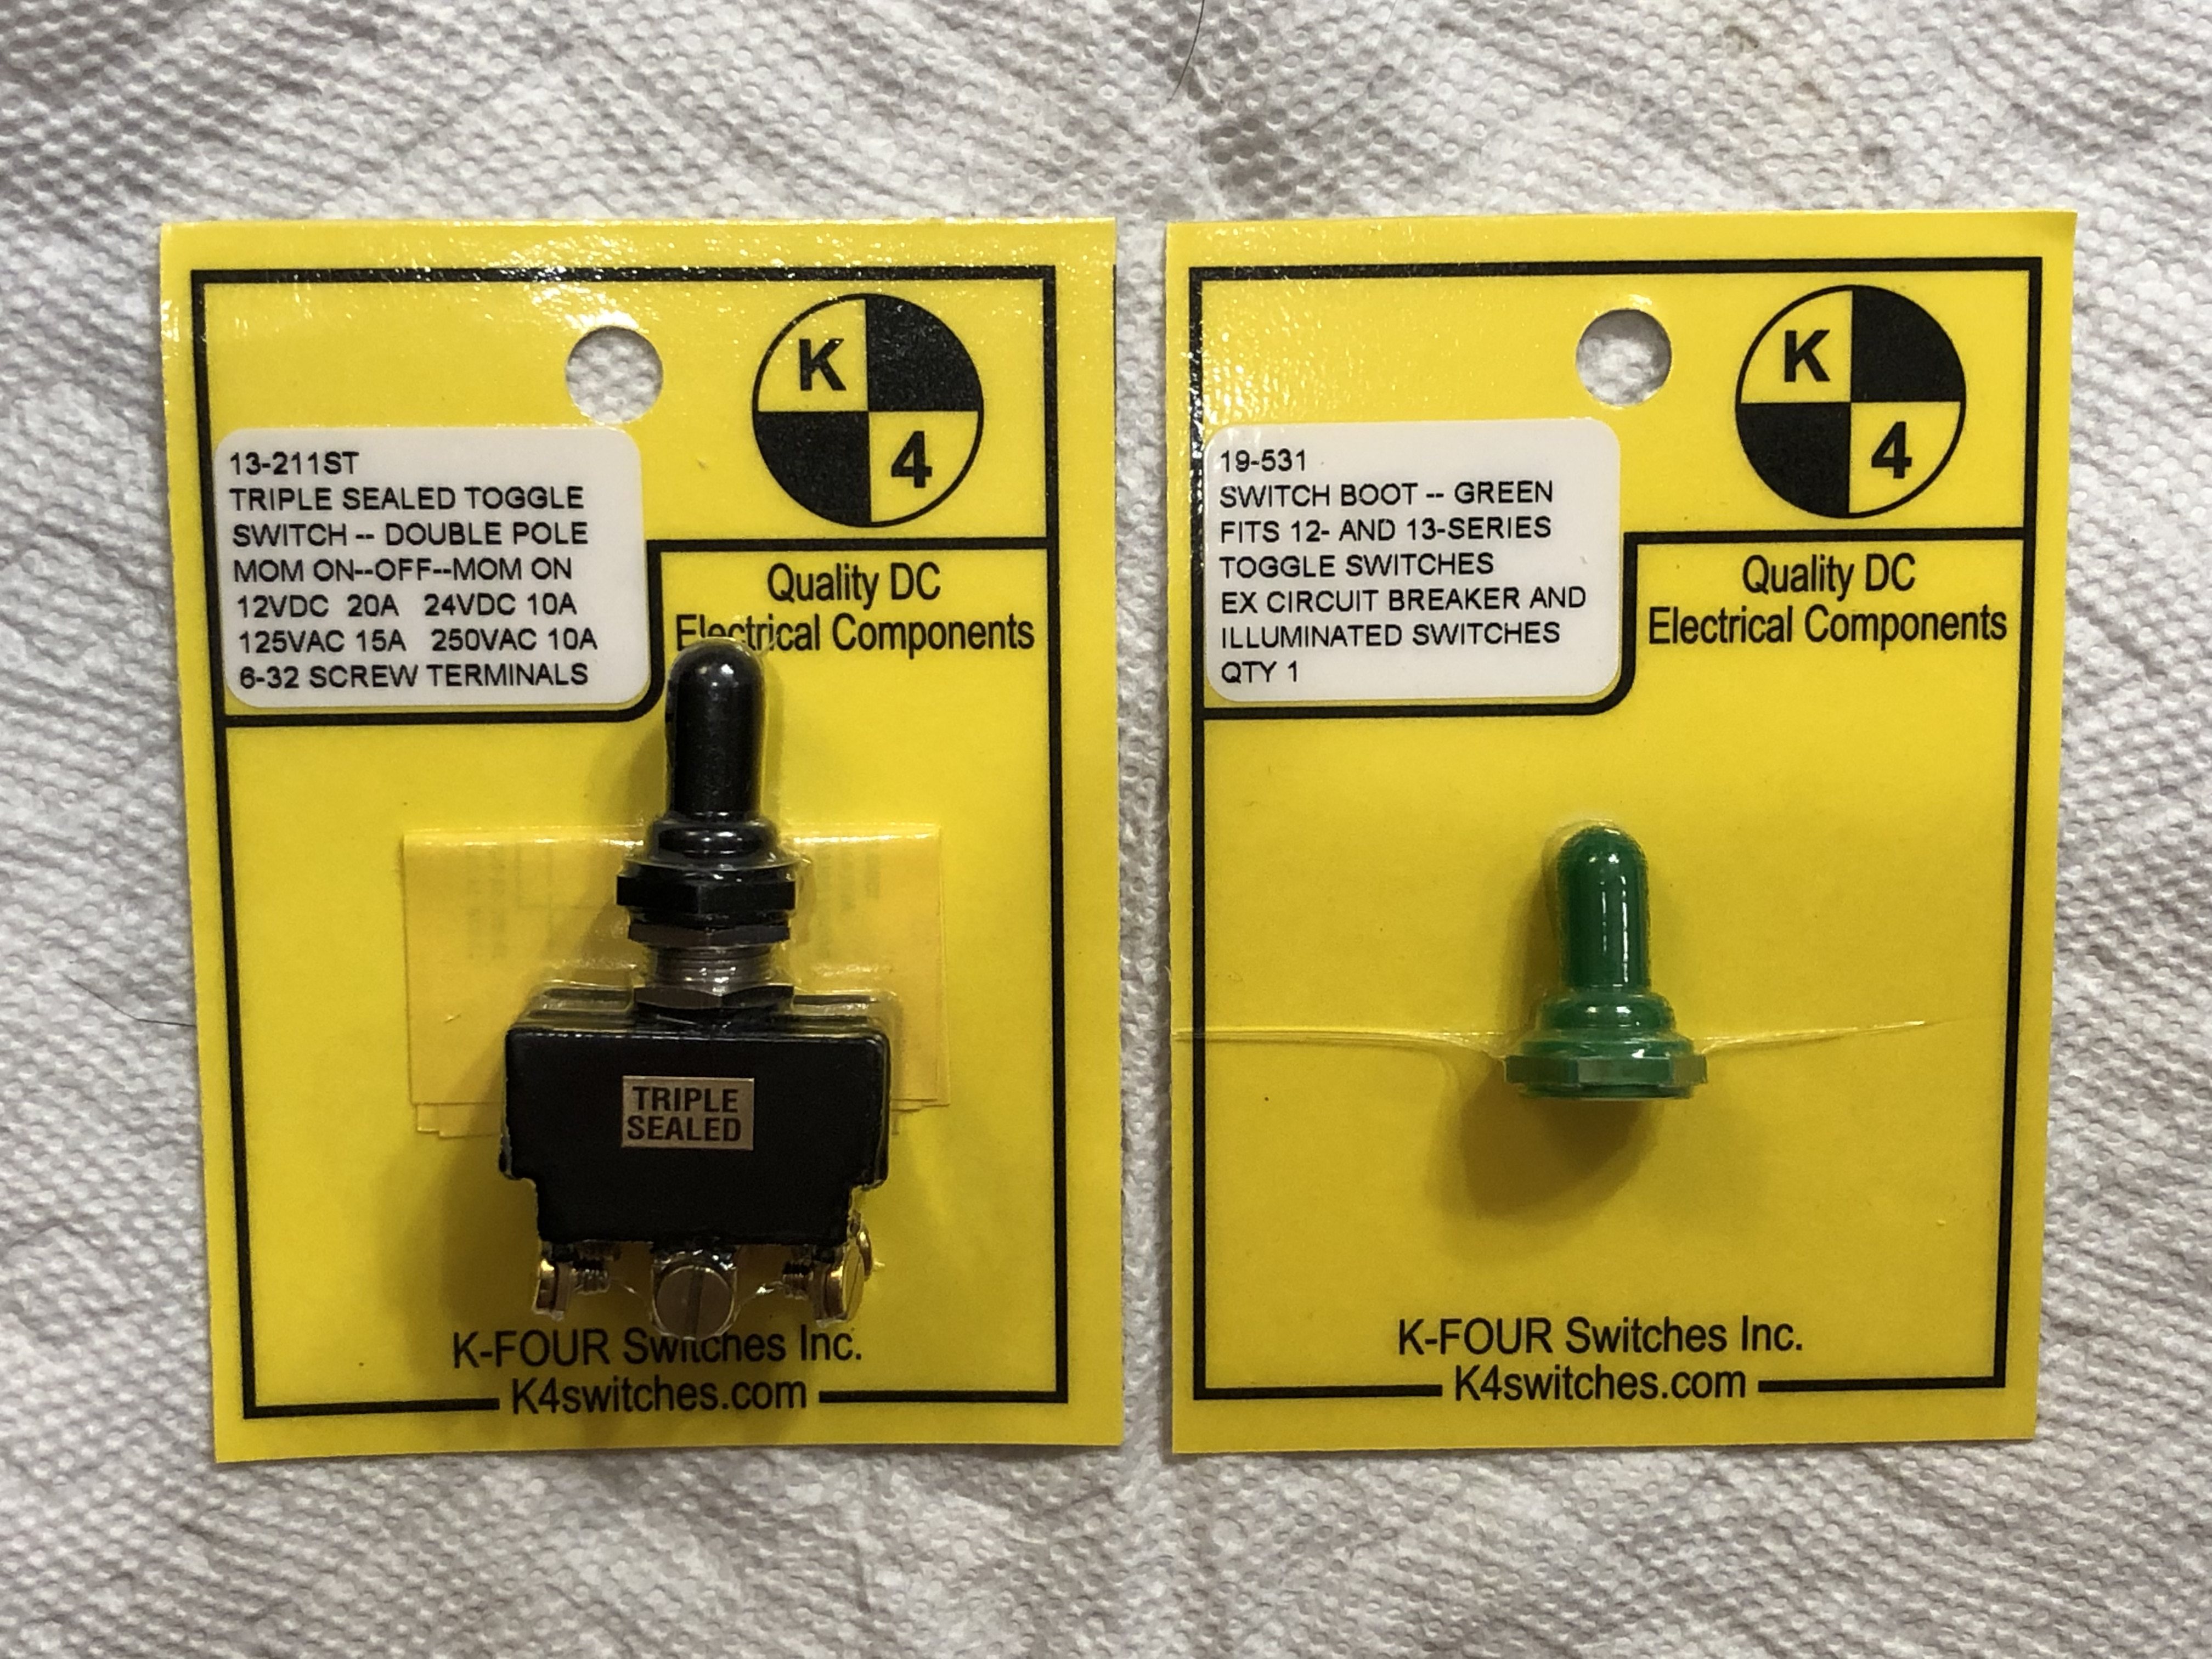 K
4
13-211ST
TRIPLE SEALED TOGGLE
SWITCH -- DOUBLE POLE
MOM ON--OFF--MOM ON
12VDC 20A 24VDC 10A
125VAC 15A 250VAC 10A
6-32 SCREW TERMINALS
Quality DC
Electrical Components
TRIPLE
SEALED
K-FOUR Switches Inc.
K4switches.com
K
4
19-531
SWITCH BOOT -- GREEN
FITS 12- AND 13-SERIES
TOGGLE SWITCHES
EX CIRCUIT BREAKER AND
ILLUMINATED SWITCHES
QTY 1
Quality DC
Electrical Components
K-FOUR Switches Inc.
K4switches.com